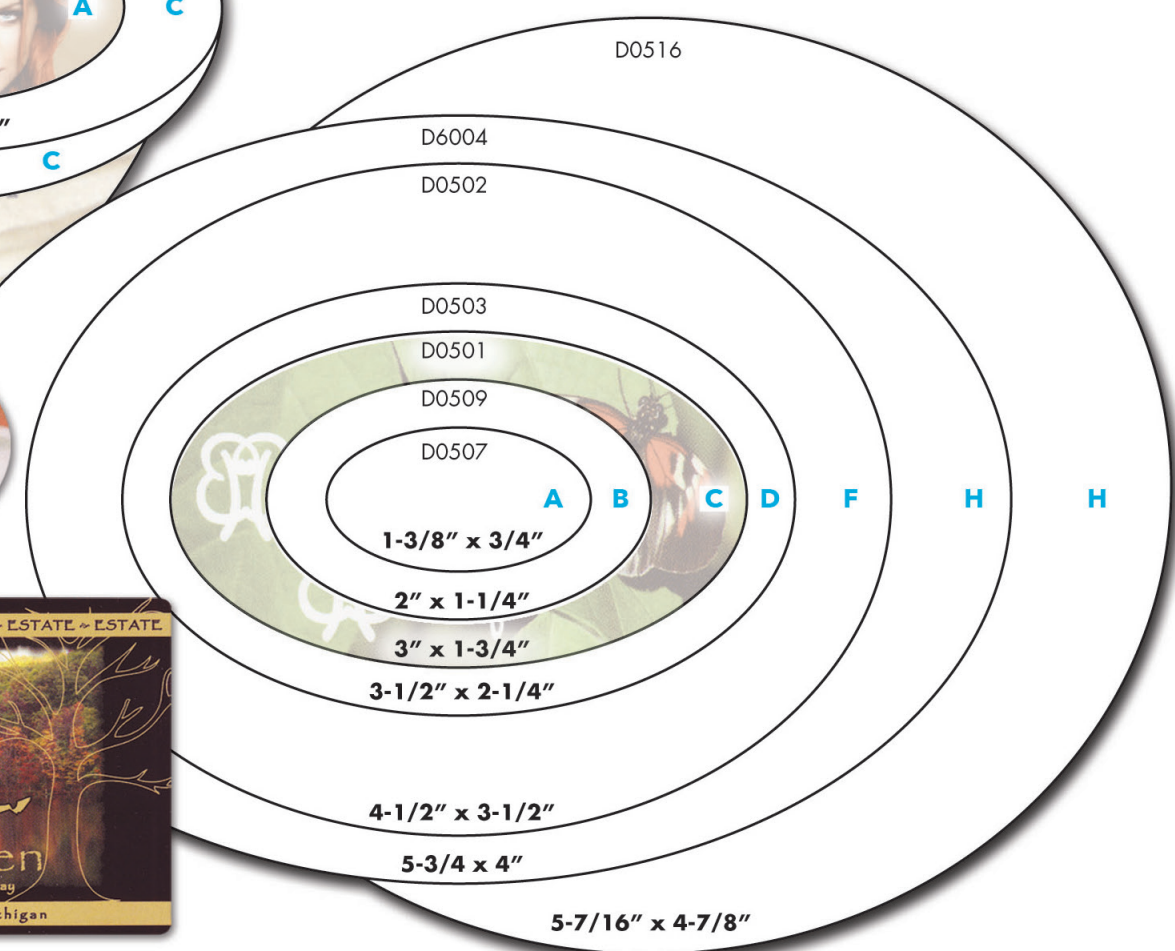 A C
"
C
D0516
D6004
D0502
D0503
D0501
D0509
D0507
A B C D F H H
1-3/8” x 3/4”
2” x 1-1/4”
3” x 1-3/4”
3-1/2” x 2-1/4”
4-1/2” x 3-1/2”
5-3/4 x 4”
5-7/16” x 4-7/8”
ESTATE ESTATE
en
ay
higan